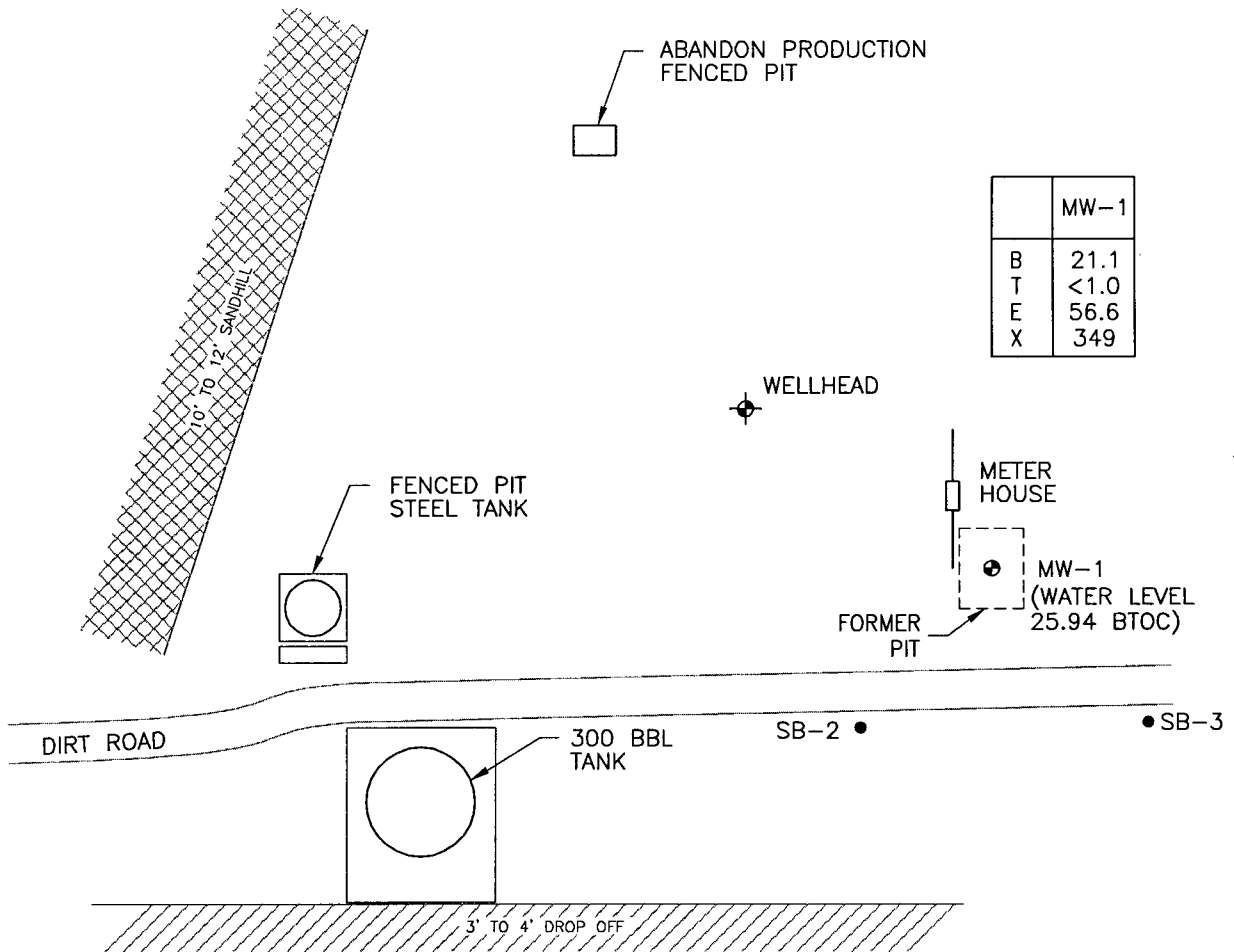 ABANDON PRODUCTION
FENCED PIT
MW-1
B 21.1
T <1.0
E 56.6
X 349
10' TO 12' SANDHILL
WELLHEAD
FENCED PIT
STEEL TANK
METER
HOUSE
MW-1
(WATER LEVEL
25.94 BTOC)
FORMER
PIT
DIRT ROAD
300 BBL
TANK
SB-2
SB-3
3' TO 4' DROP OFF